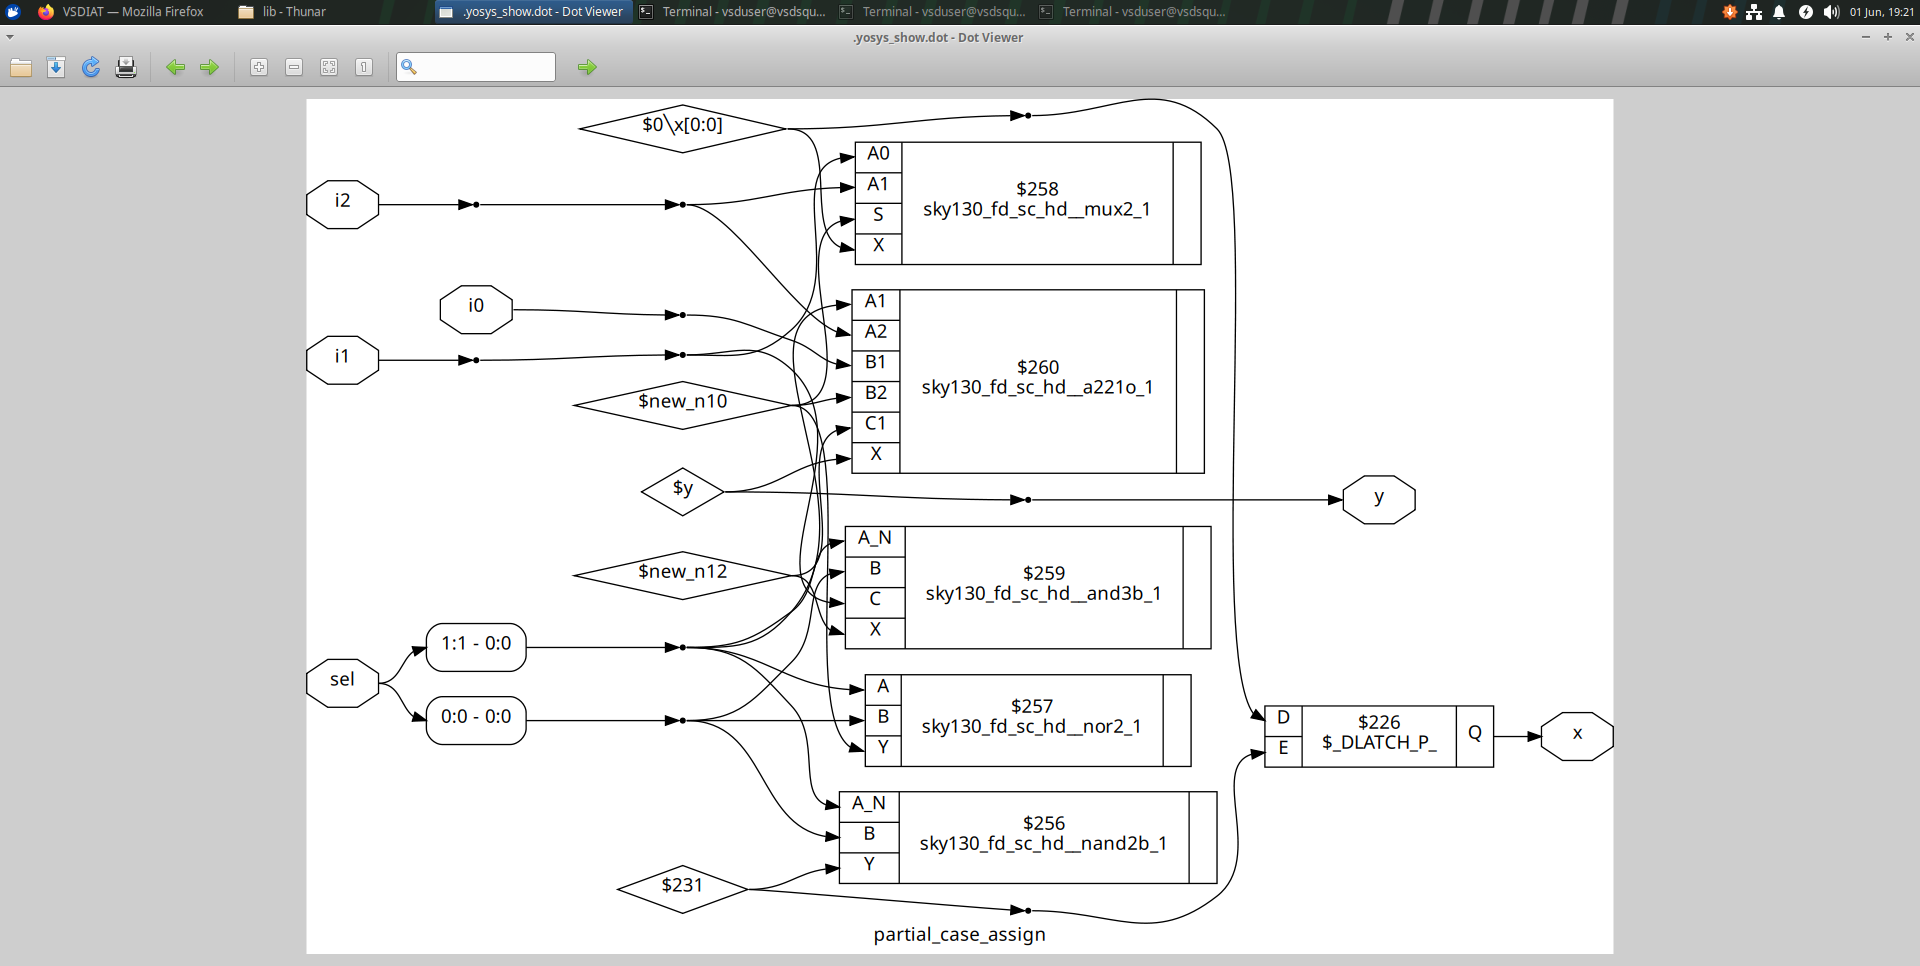 VSDIAT — Mozilla Firefox
lib - Thunar
.yosys_show.dot - Dot Viewer
Terminal - vsduser@vsdsqu...
Terminal - vsduser@vsdsqu...
Terminal - vsduser@vsdsqu...
01 Jun, 19:21
.yosys_show.dot - Dot Viewer
1
$0\x[0:0]
A0
A1
S
X
$258
sky130_fd_sc_hd__mux2_1
i2
i0
i1
A1
A2
B1
B2
C1
X
$260
sky130_fd_sc_hd__a221o_1
$new_n10
$y
y
A_N
B
C
X
$259
sky130_fd_sc_hd__and3b_1
$new_n12
1:1 - 0:0
sel
0:0 - 0:0
A
B
Y
$257
sky130_fd_sc_hd__nor2_1
D
E
$226
$_DLATCH_P_
Q
x
A_N
B
Y
$256
sky130_fd_sc_hd__nand2b_1
$231
partial_case_assign